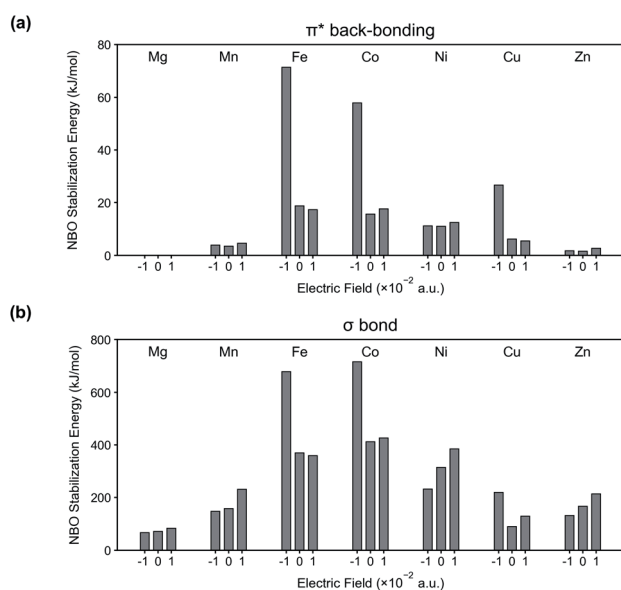 (a)
π* back-bonding
NBO Stabilization Energy (kJ/mol)
80
60
40
20
0
Mg Mn Fe Co Ni Cu Zn
-1 0 1 -1 0 1 -1 0 1 -1 0 1 -1 0 1 -1 0 1 -1 0 1
Electric Field (×10⁻² a.u.)
(b)
σ bond
NBO Stabilization Energy (kJ/mol)
800
600
400
200
0
Mg Mn Fe Co Ni Cu Zn
-1 0 1 -1 0 1 -1 0 1 -1 0 1 -1 0 1 -1 0 1 -1 0 1
Electric Field (×10⁻² a.u.)